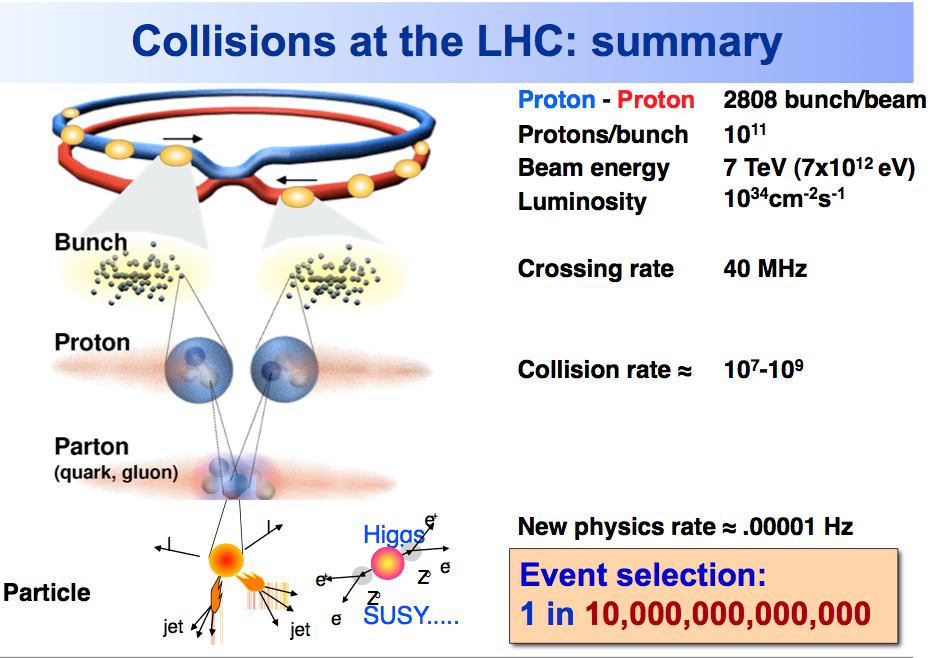 Collisions at the LHC: summary
Proton - Proton 2808 bunch/beam
Protons/bunch 10¹¹
Beam energy 7 TeV (7x10¹² eV)
Luminosity 10³⁴cm⁻²s⁻¹
Bunch
Crossing rate 40 MHz
Proton
Collision rate ≈ 10⁷-10⁹
Parton
(quark, gluon)
New physics rate ≈ .00001 Hz
Event selection:
1 in 10,000,000,000,000
Particle
l
l
jet
jet
Higgs
e⁺
e⁻
Z⁰
e⁺
Z⁰
e⁻
SUSY.....